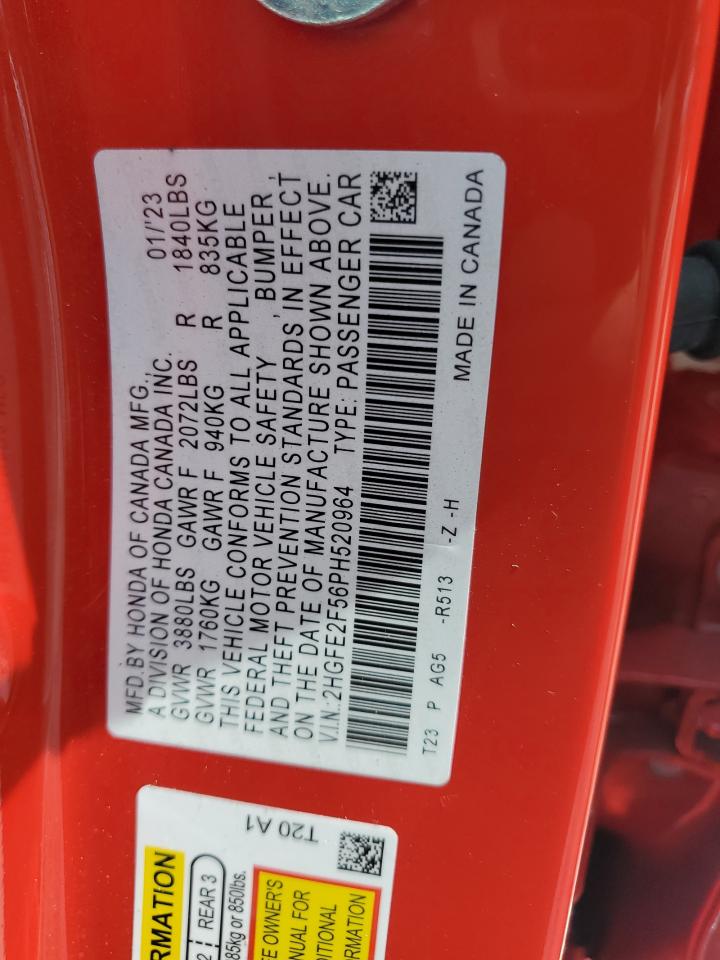 MFD.BY HONDA OF CANADA MFG., 01/'23
A DIVISION OF HONDA CANADA INC.
GVWR 3880LBS GAWR F 2072LBS R 1840LBS
GVWR 1760KG GAWR F 940KG R 835KG
THIS VEHICLE CONFORMS TO ALL APPLICABLE
FEDERAL MOTOR VEHICLE SAFETY , BUMPER ,
AND THEFT PREVENTION STANDARDS IN EFFECT
ON THE DATE OF MANUFACTURE SHOWN ABOVE.
V.I.N.:2HGFE2F56PH520964 TYPE: PASSENGER CAR
T23 P AG5 -R513 -Z -H MADE IN CANADA
T20 A1
RMATION
2 REAR 3
85kg or 850lbs.
EE OWNER'S
ANUAL FOR
DITIONAL
RMATION